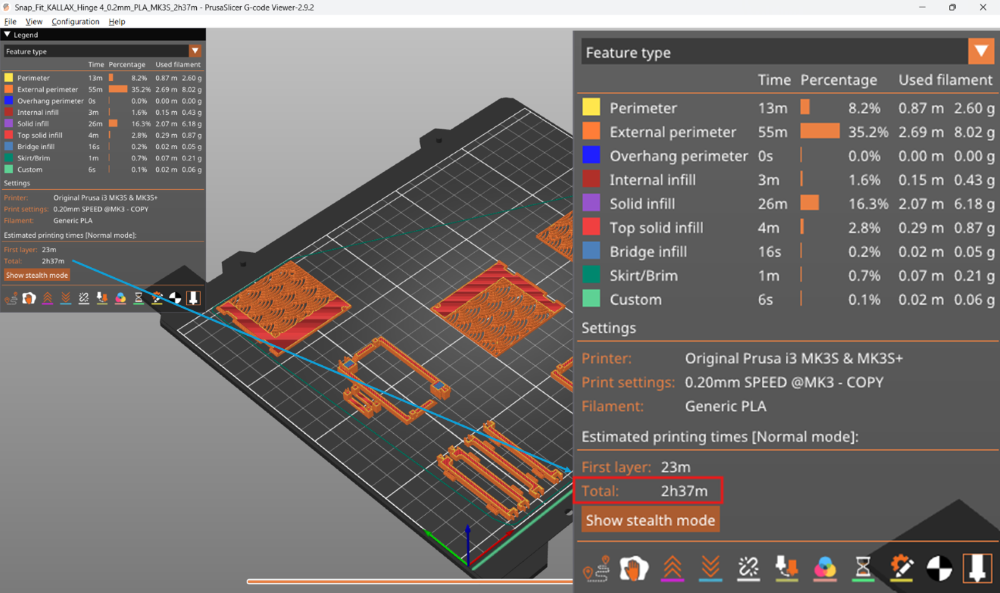 Snap_Fit_KALLAX_Hinge 4_0.2mm_PLA_MK3S_2h37m - PrusaSlicer G-code Viewer-2.9.2
File View Configuration Help
Legend
Feature type
Time Percentage Used filament
Perimeter 13m 8.2% 0.87 m 2.60 g
External perimeter 55m 35.2% 2.69 m 8.02 g
Overhang perimeter 0s 0.0% 0.00 m 0.00 g
Internal infill 3m 1.6% 0.15 m 0.43 g
Solid infill 26m 16.3% 2.07 m 6.18 g
Top solid infill 4m 2.8% 0.29 m 0.87 g
Bridge infill 16s 0.2% 0.02 m 0.05 g
Skirt/Brim 1m 0.7% 0.07 m 0.21 g
Custom 6s 0.1% 0.02 m 0.06 g
Settings
Printer: Original Prusa i3 MK3S & MK3S+
Print settings: 0.20mm SPEED @MK3 - COPY
Filament: Generic PLA
Estimated printing times [Normal mode]:
First layer: 23m
Total: 2h37m
Show stealth mode
Feature type
Time Percentage Used filament
Perimeter 13m 8.2% 0.87 m 2.60 g
External perimeter 55m 35.2% 2.69 m 8.02 g
Overhang perimeter 0s 0.0% 0.00 m 0.00 g
Internal infill 3m 1.6% 0.15 m 0.43 g
Solid infill 26m 16.3% 2.07 m 6.18 g
Top solid infill 4m 2.8% 0.29 m 0.87 g
Bridge infill 16s 0.2% 0.02 m 0.05 g
Skirt/Brim 1m 0.7% 0.07 m 0.21 g
Custom 6s 0.1% 0.02 m 0.06 g
Settings
Printer: Original Prusa i3 MK3S & MK3S+
Print settings: 0.20mm SPEED @MK3 - COPY
Filament: Generic PLA
Estimated printing times [Normal mode]:
First layer: 23m
Total: 2h37m
Show stealth mode